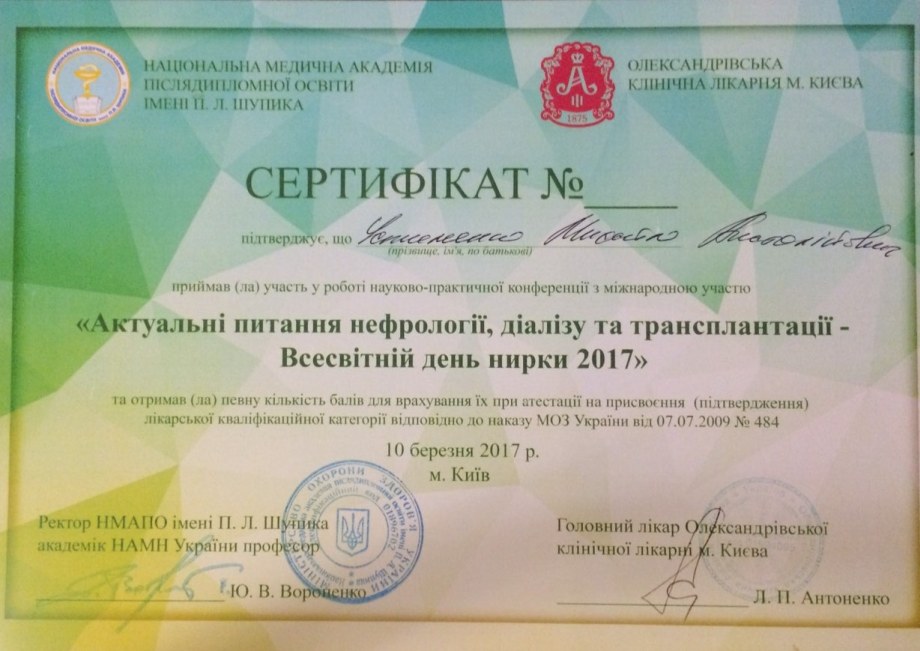 НАЦІОНАЛЬНА МЕДИЧНА АКАДЕМІЯ
ПІСЛЯДИПЛОМНОЇ ОСВІТИ
ІМЕНІ П. Л. ШУПИКА
А
1875
ОЛЕКСАНДРІВСЬКА
КЛІНІЧНА ЛІКАРНЯ М. КИЄВА
СЕРТИФІКАТ №
підтверджує, що Михайло Анатолійович
(прізвище, ім'я, по батькові)
приймав (ла) участь у роботі науково-практичної конференції з міжнародною участю
«Актуальні питання нефрології, діалізу та трансплантації -
Всесвітній день нирки 2017»
та отримав (ла) певну кількість балів для врахування їх при атестації на присвоєння (підтвердження)
лікарської кваліфікаційної категорії відповідно до наказу МОЗ України від 07.07.2009 № 484
10 березня 2017 р.
м. Київ
Ректор НМАПО імені П. Л. Шупика
академік НАМН України професор
Ю. В. Вороненко
Головний лікар Олександрівської
клінічної лікарні м. Києва
Л. П. Антоненко